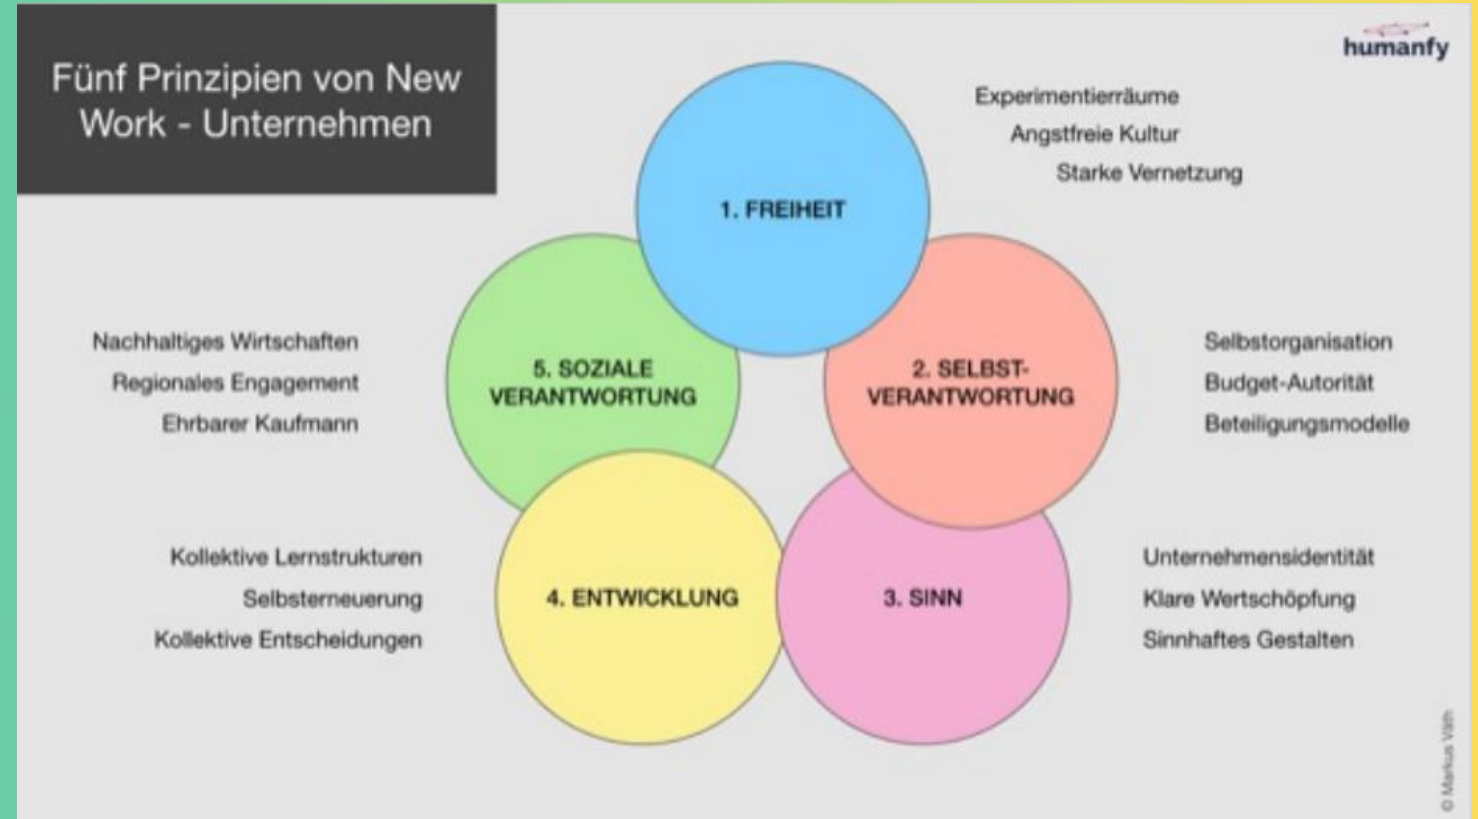 Fünf Prinzipien von New
Work - Unternehmen
humanfy
1. FREIHEIT
Experimentierräume
Angstfreie Kultur
Starke Vernetzung
2. SELBST-
VERANTWORTUNG
Selbstorganisation
Budget-Autorität
Beteiligungsmodelle
3. SINN
Unternehmensidentität
Klare Wertschöpfung
Sinnhaftes Gestalten
4. ENTWICKLUNG
Kollektive Lernstrukturen
Selbsterneuerung
Kollektive Entscheidungen
5. SOZIALE
VERANTWORTUNG
Nachhaltiges Wirtschaften
Regionales Engagement
Ehrbarer Kaufmann
© Markus Väth